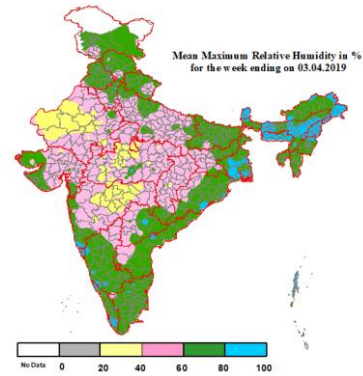 Mean Maximum Relative Humidity in %
for the week ending on 03.04.2019
No Data 0 20 40 60 80 100